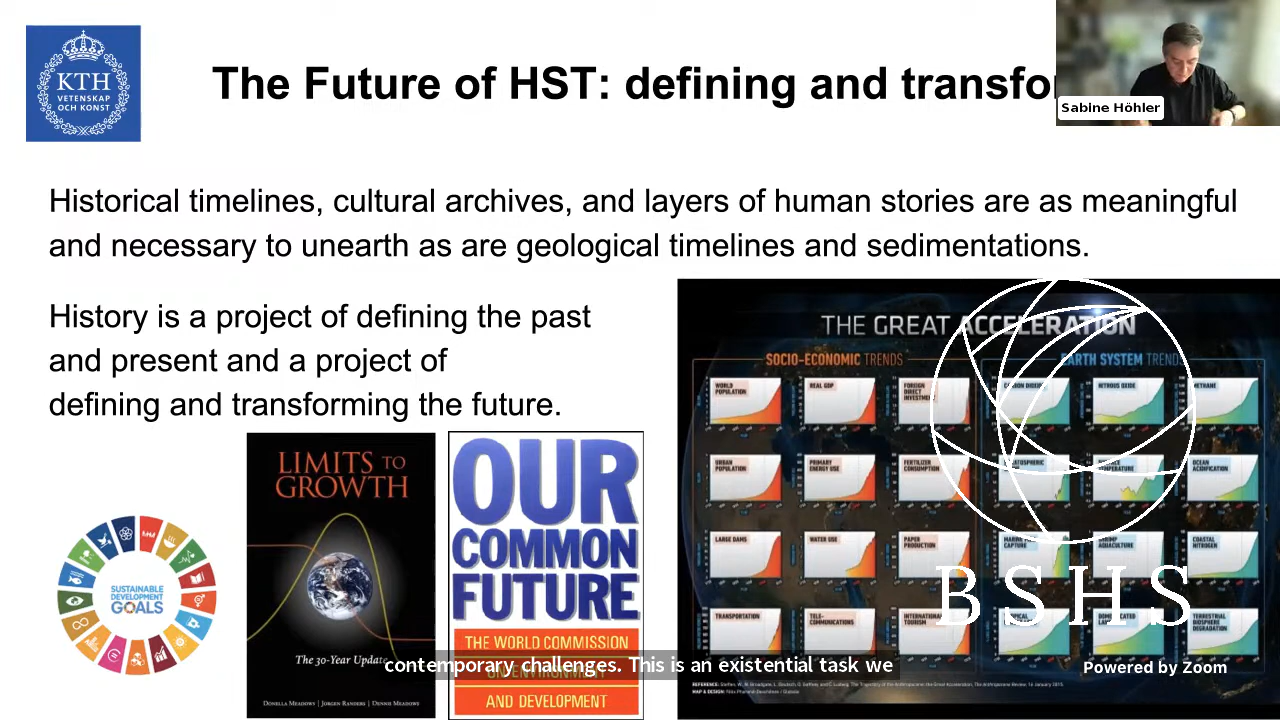 KTH
VETENSKAP
OCH KONST
The Future of HST: defining and transfo
Sabine Höhler
Historical timelines, cultural archives, and layers of human stories are as meaningful
and necessary to unearth as are geological timelines and sedimentations.
History is a project of defining the past
and present and a project of
defining and transforming the future.
SUSTAINABLE
DEVELOPMENT
GOALS
LIMITS TO
GROWTH
The 30-Year Update
DONELLA MEADOWS | JORGEN RANDERS | DENNIS MEADOWS
OUR
COMMON
FUTURE
THE WORLD COMMISSION
AND DEVELOPMENT
THE GREAT ACCELERATION
SOCIO-ECONOMIC TRENDS
EARTH SYSTEM TRENDS
WORLD
POPULATION
REAL GDP
FOREIGN
DIRECT
INVESTMENT
CARBON DIOXIDE
NITROUS OXIDE
METHANE
URBAN
POPULATION
PRIMARY
ENERGY USE
FERTILIZER
CONSUMPTION
OCEAN
ACIDIFICATION
LARGE DAMS
WATER USE
PAPER
PRODUCTION
MARINE
CAPTURE
SHRIMP
AQUACULTURE
COASTAL
NITROGEN
TRANSPORTATION
TELE-
COMMUNICATIONS
INTERNATIONAL
TOURISM
TERRESTRIAL
BIOSPHERE
DEGRADATION
BSHS
contemporary challenges. This is an existential task we
Powered by Zoom